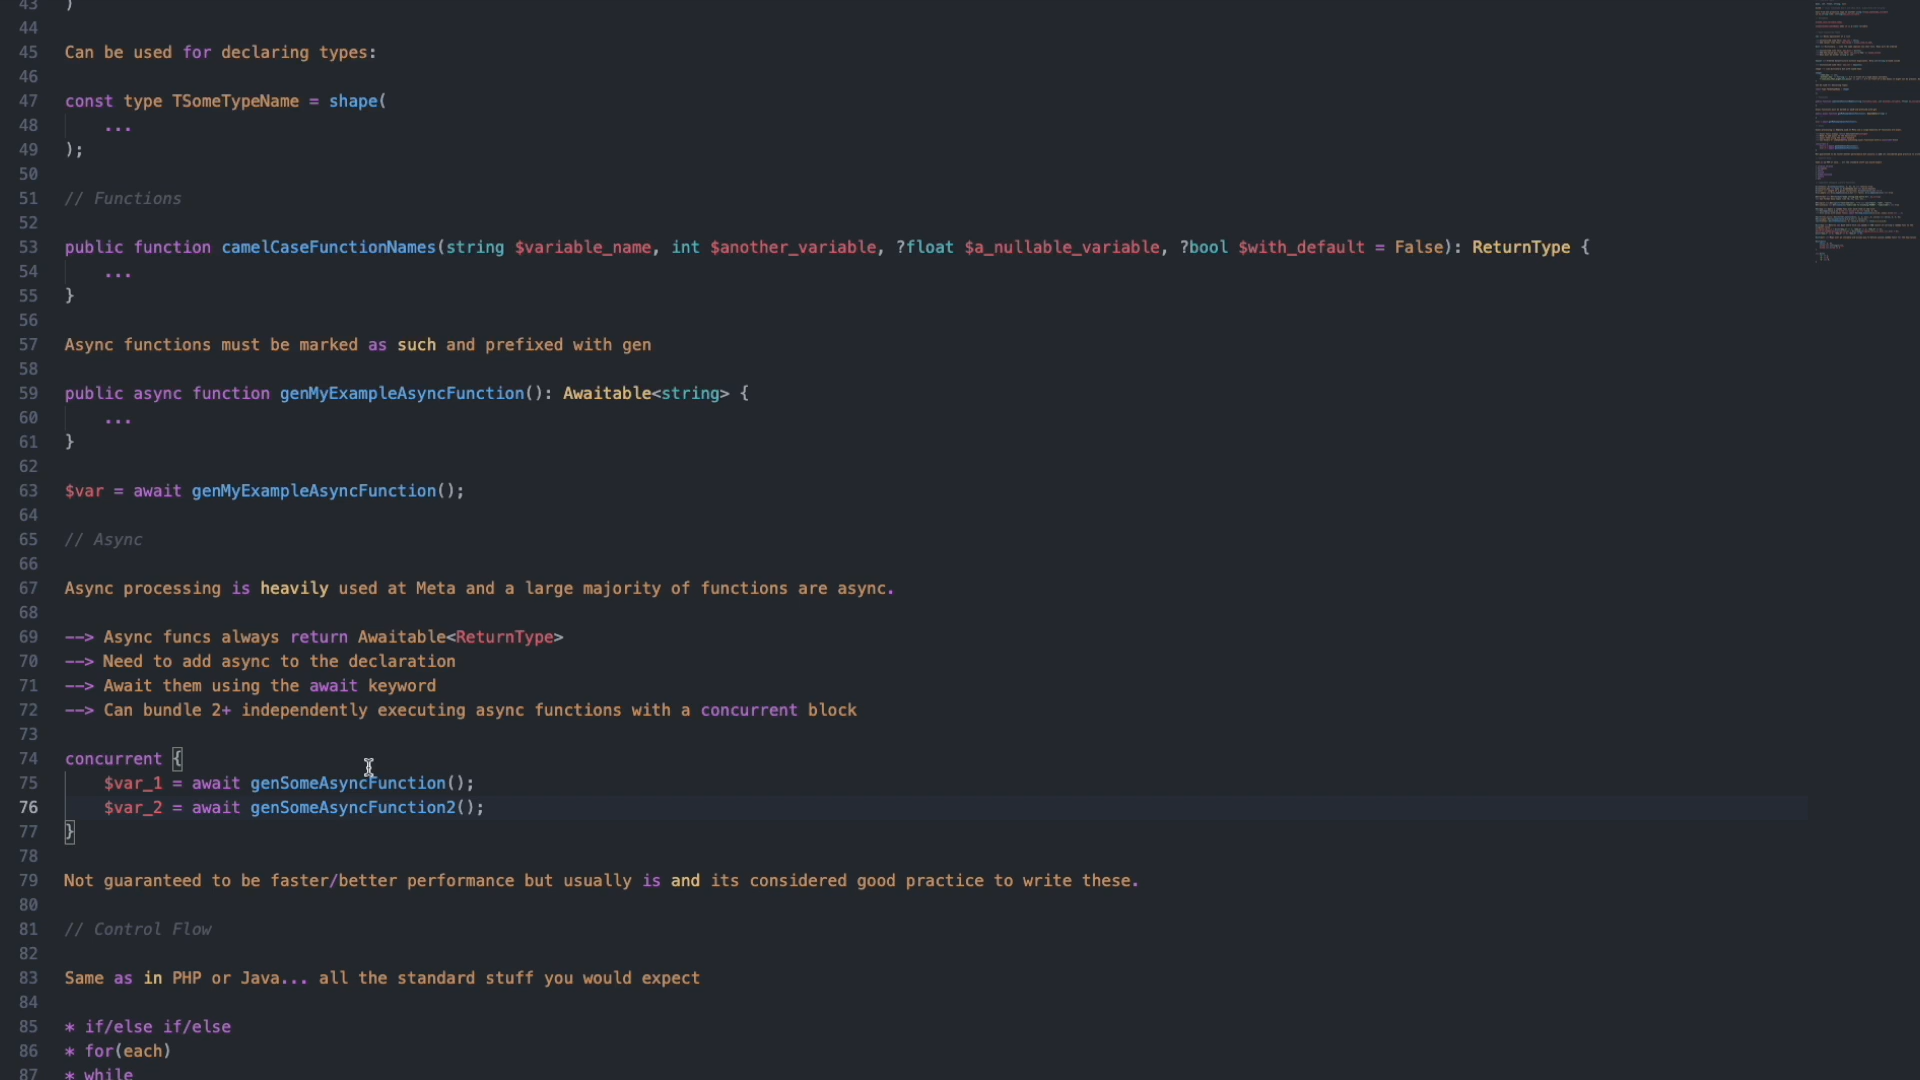 43 )
44
45 Can be used for declaring types:
46
47 const type TSomeTypeName = shape(
48     ...
49 );
50
51 // Functions
52
53 public function camelCaseFunctionNames(string $variable_name, int $another_variable, ?float $a_nullable_variable, ?bool $with_default = False): ReturnType {
54     ...
55 }
56
57 Async functions must be marked as such and prefixed with gen
58
59 public async function genMyExampleAsyncFunction(): Awaitable<string> {
60     ...
61 }
62
63 $var = await genMyExampleAsyncFunction();
64
65 // Async
66
67 Async processing is heavily used at Meta and a large majority of functions are async.
68
69 --> Async funcs always return Awaitable<ReturnType>
70 --> Need to add async to the declaration
71 --> Await them using the await keyword
72 --> Can bundle 2+ independently executing async functions with a concurrent block
73
74 concurrent {
75     $var_1 = await genSomeAsyncFunction();
76     $var_2 = await genSomeAsyncFunction2();
77 }
78
79 Not guaranteed to be faster/better performance but usually is and its considered good practice to write these.
80
81 // Control Flow
82
83 Same as in PHP or Java... all the standard stuff you would expect
84
85 * if/else if/else
86 * for(each)
87 * while